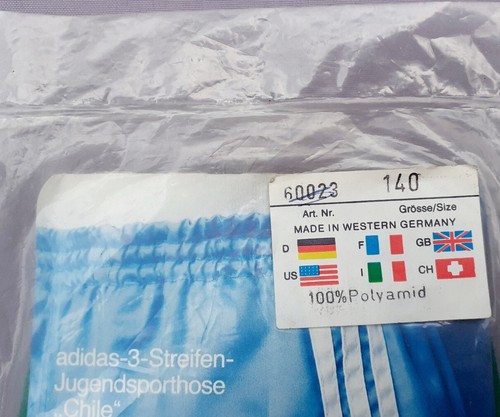 60023 140
Art. Nr. Grösse/Size
MADE IN WESTERN GERMANY
D F GB
US I CH
100%Polyamid
adidas-3-Streifen-
Jugendsporthose
„Chile“